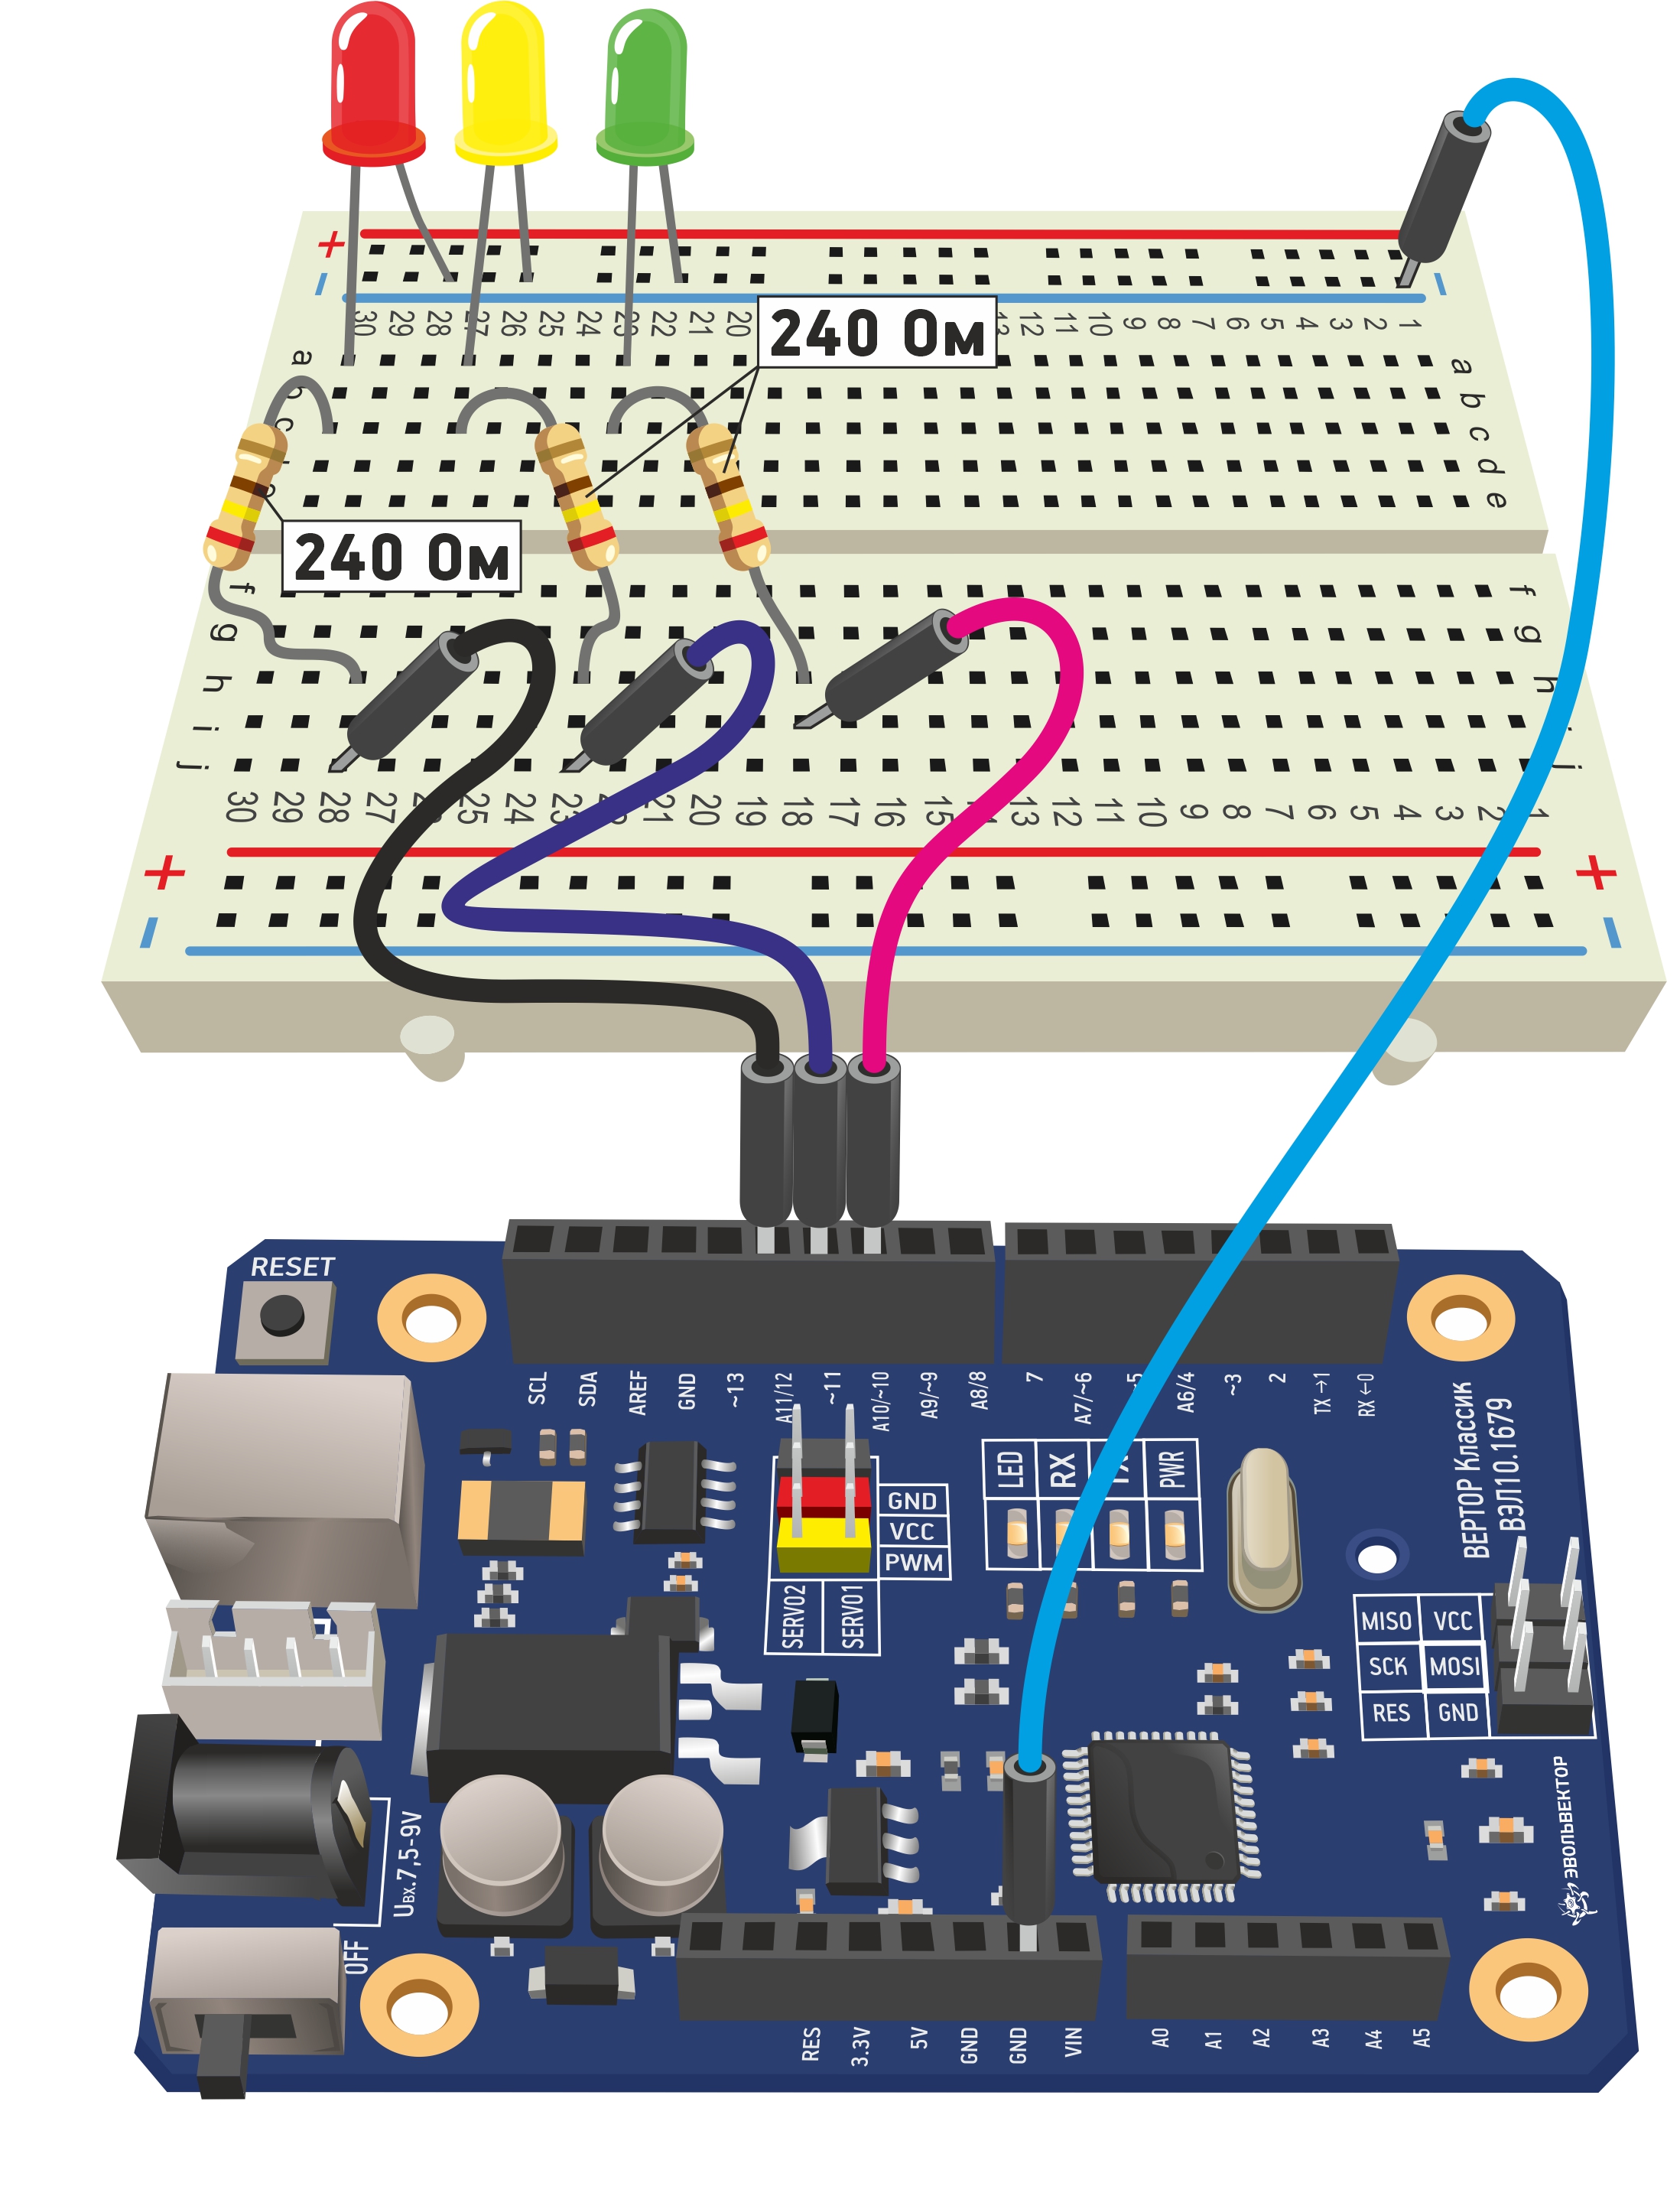 +
- -
30 29 28 27 26 25 24 23 22 21 20 12 11 10 9 8 7 6 5 4 3 2 1
240 Ом
a a
b b
c c
d
e
240 Ом
f f
g g
h h
i
j j
30 29 28 27 25 24 23 21 20 19 18 17 16 15 13 12 11 10 9 8 7 6 5 4 3 2 1
+ +
- -
RESET
SCL SDA AREF GND ~13 A11/12 ~11 A10/~10 A9/~9 A8/8 7 A7/~6 A6/4 ~3 2 TX→1 RX←0
ВЕРТОР Классик
ВЭЛ10.1679
LED RX PWR
GND
VCC
PWM
SERVO2 SERVO1
MISO VCC
SCK MOSI
RES GND
Uвх.7,5-9V
ЭВОЛЬВЕКТОР
OFF
RES 3.3V 5V GND GND VIN A0 A1 A2 A3 A4 A5